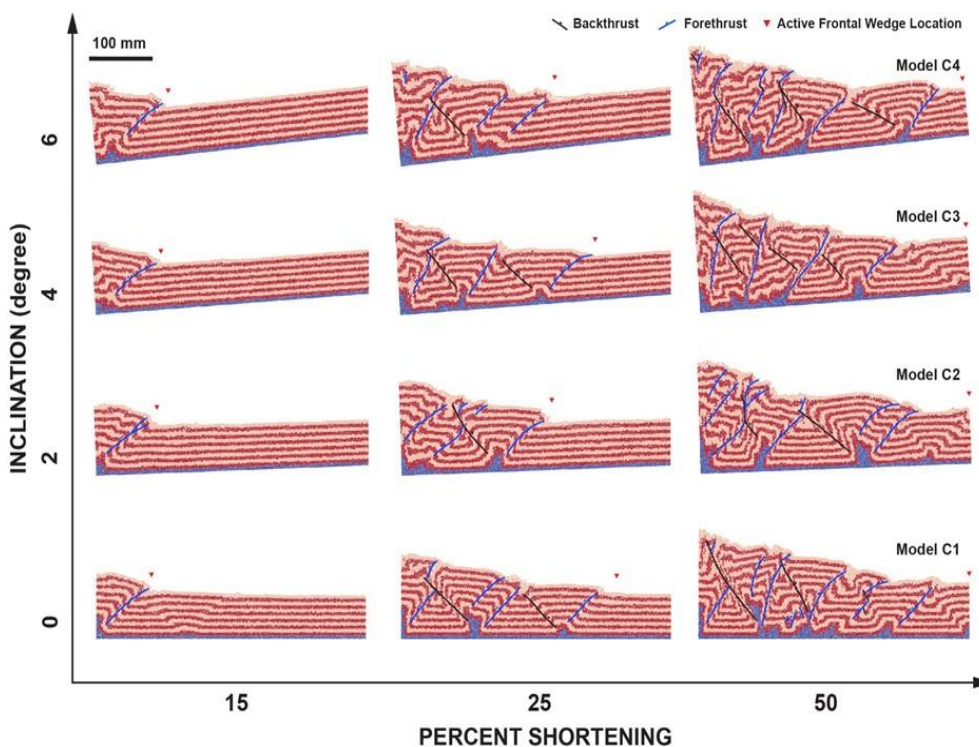 Backthrust Forethrust Active Frontal Wedge Location
100 mm
Model C4
6
Model C3
4
Model C2
2
Model C1
0
INCLINATION (degree)
15 25 50
PERCENT SHORTENING